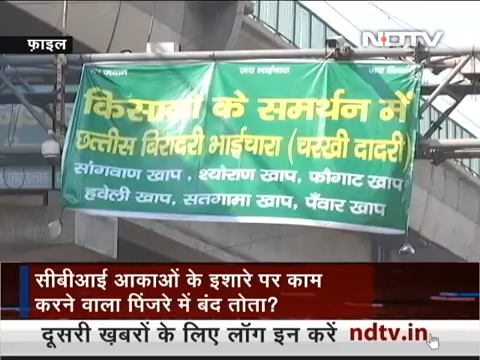 फ़ाइल
NDTV
जय जवान जय भाईचारा जय किसान
किसानों के समर्थन में
छत्तीस बिरादरी भाईचारा (चरखी दादरी)
सांगवाण खाप , श्योराण खाप, फौगाट खाप
हवेली खाप, सतगामा खाप, पँवार खाप
सीबीआई आकाओं के इशारे पर काम
करने वाला पिंजरे में बंद तोता?
दूसरी ख़बरों के लिए लॉग इन करें ndtv.in